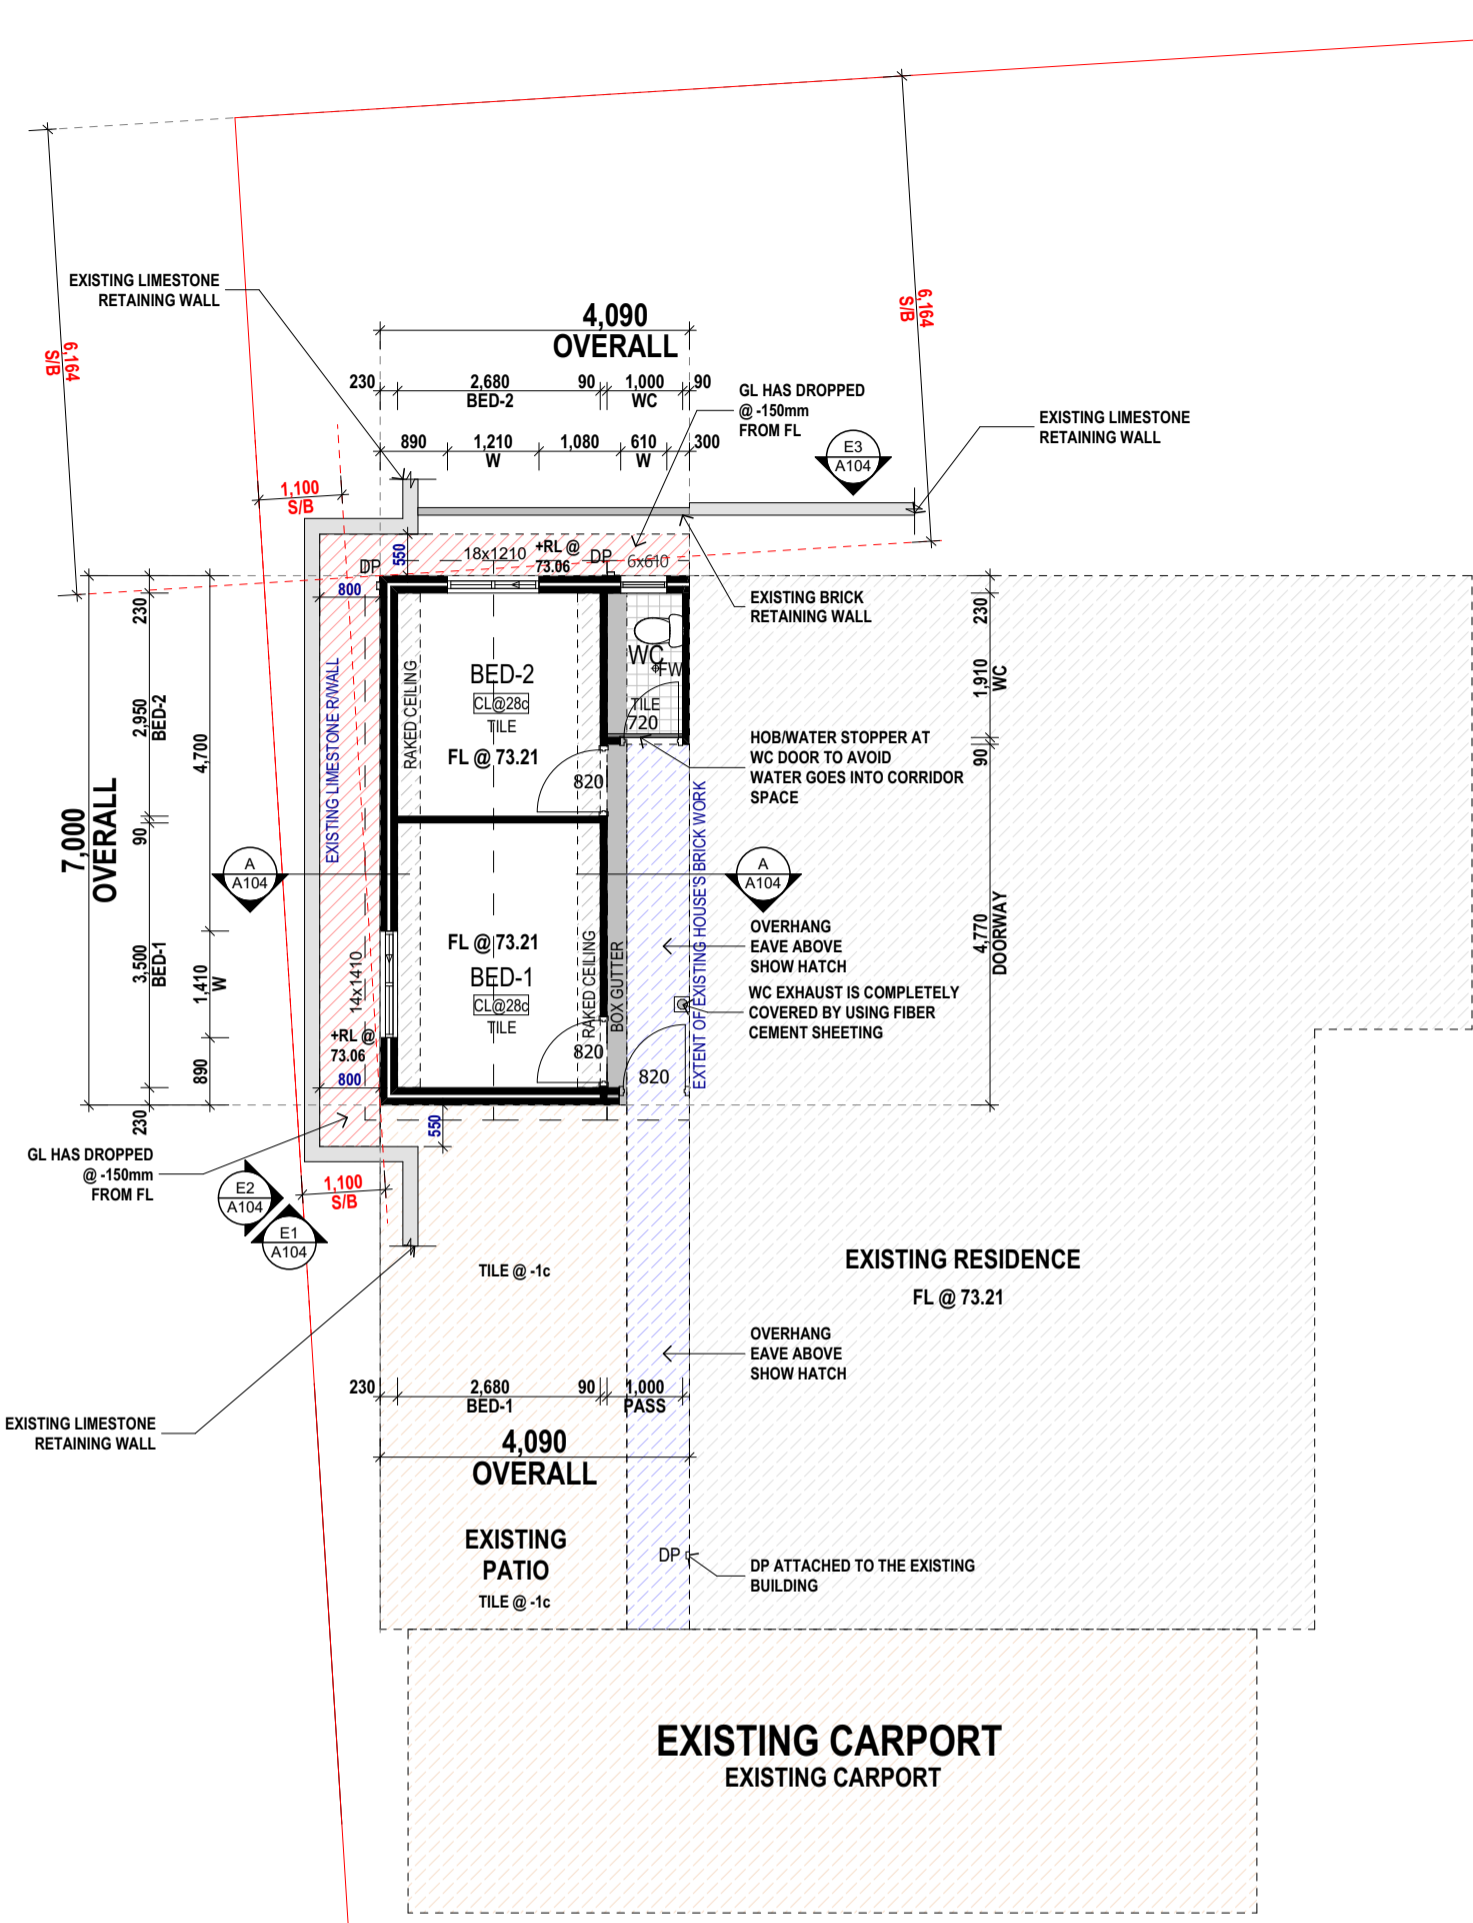 EXISTING LIMESTONE
RETAINING WALL
4,090
OVERALL
6,164
S/B
6,164
S/B
230
2,680
90
1,000
90
BED-2
WC
GL HAS DROPPED
@ -150mm
FROM FL
EXISTING LIMESTONE
RETAINING WALL
890
1,210
1,080
610
300
W
W
E3
A104
1,100
S/B
550
18x1210
+RL @
73.06
DP
6x610
DP
800
EXISTING BRICK
RETAINING WALL
230
230
EXISTING LIMESTONE R/WALL
RAKED CEILING
BED-2
CL@28c
TILE
FL @ 73.21
WC
FW
TILE
720
1,910
WC
2,950
BED-2
4,700
820
HOB/WATER STOPPER AT
WC DOOR TO AVOID
WATER GOES INTO CORRIDOR
SPACE
90
7,000
OVERALL
90
A
A104
A
A104
EXTENT OF EXISTING HOUSE'S BRICK WORK
4,770
DOORWAY
OVERHANG
EAVE ABOVE
SHOW HATCH
FL @ 73.21
BED-1
CL@28c
TILE
RAKED CEILING
BOX GUTTER
3,500
BED-1
1,410
W
14x1410
WC EXHAUST IS COMPLETELY
COVERED BY USING FIBER
CEMENT SHEETING
+RL @
73.06
820
820
890
800
230
550
GL HAS DROPPED
@ -150mm
FROM FL
E2
A104
1,100
S/B
E1
A104
TILE @ -1c
EXISTING RESIDENCE
FL @ 73.21
OVERHANG
EAVE ABOVE
SHOW HATCH
230
2,680
90
1,000
BED-1
PASS
EXISTING LIMESTONE
RETAINING WALL
4,090
OVERALL
EXISTING
PATIO
TILE @ -1c
DP
DP ATTACHED TO THE EXISTING
BUILDING
EXISTING CARPORT
EXISTING CARPORT